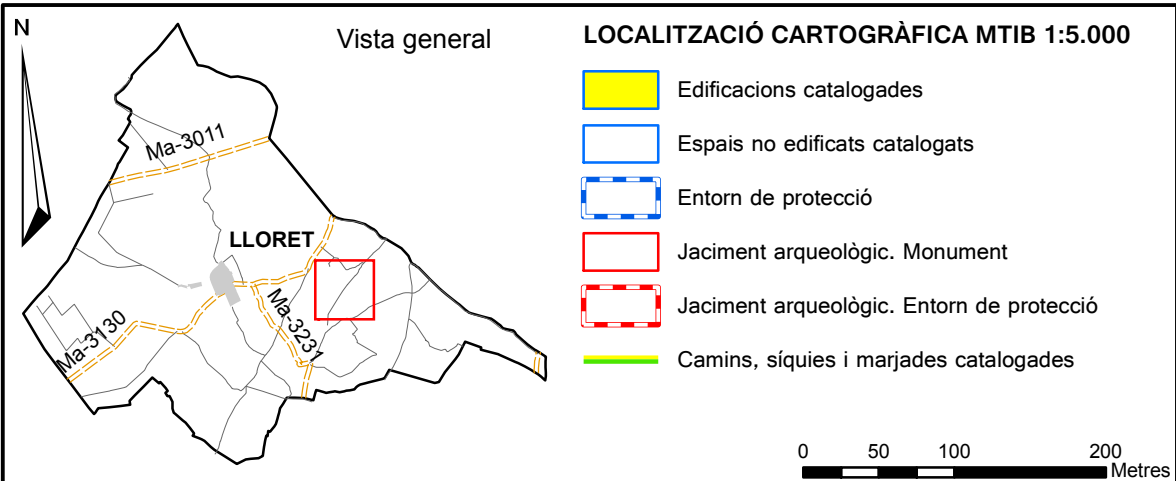 N
Vista general
Ma-3011
LLORET
Ma-3231
Ma-3130
LOCALITZACIÓ CARTOGRÀFICA MTIB 1:5.000
Edificacions catalogades
Espais no edificats catalogats
Entorn de protecció
Jaciment arqueològic. Monument
Jaciment arqueològic. Entorn de protecció
Camins, síquies i marjades catalogades
0 50 100 200
Metres